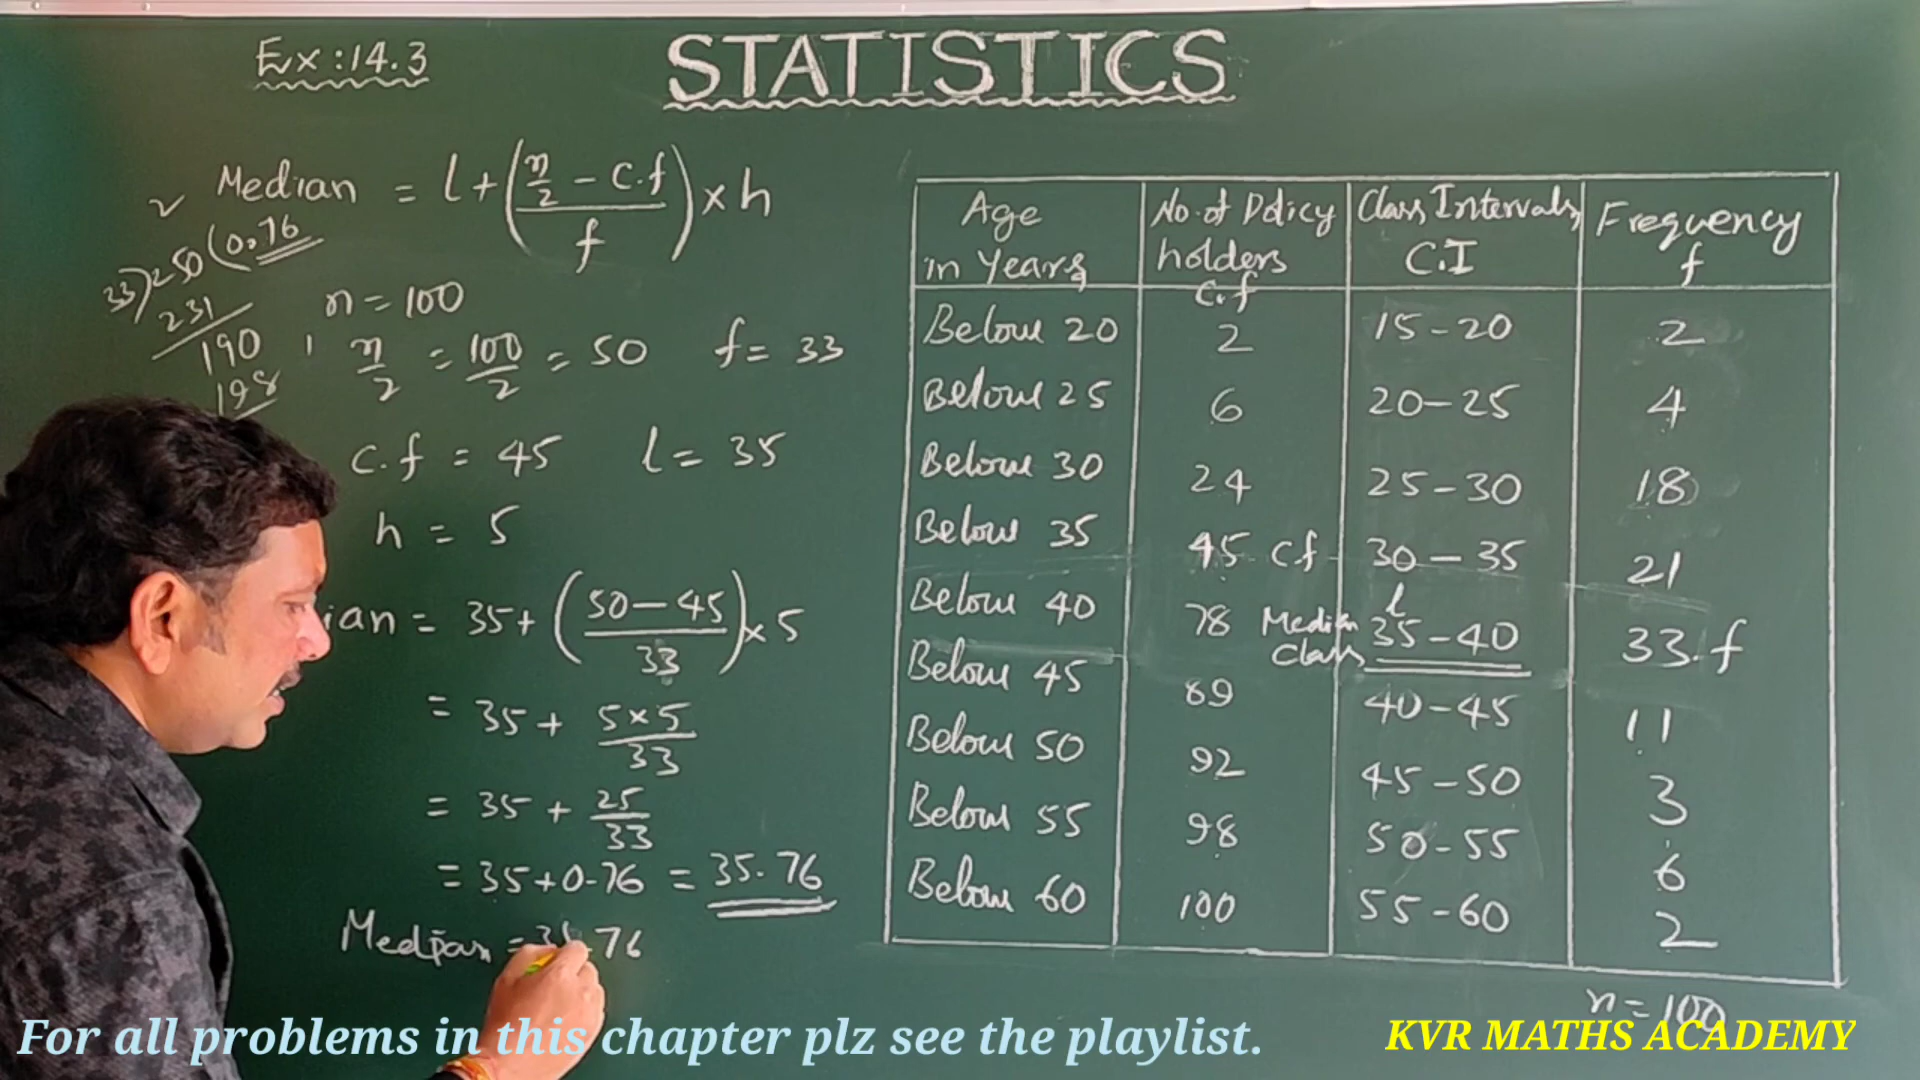 Ex:14.3
STATISTICS
Median = l + (n/2 - c.f / f) × h
33)250(0.76
231
190
198
n = 100
n/2 = 100/2 = 50 f = 33
c.f = 45 l = 35
h = 5
ian = 35 + (50 - 45 / 33) × 5
= 35 + 5×5/33
= 35 + 25/33
= 35 + 0.76 = 35.76
Median = 35.76
Age in Years | No. of Policy holders c.f | Class Intervals C.I | Frequency f
Below 20 | 2 | 15-20 | 2
Below 25 | 6 | 20-25 | 4
Below 30 | 24 | 25-30 | 18
Below 35 | 45 cf | 30-35 | 21
Below 40 | 78 | Median Class l 35-40 | 33.f
Below 45 | 89 | 40-45 | 11
Below 50 | 92 | 45-50 | 3
Below 55 | 98 | 50-55 | 6
Below 60 | 100 | 55-60 | 2
n = 100
For all problems in this chapter plz see the playlist.
KVR MATHS ACADEMY